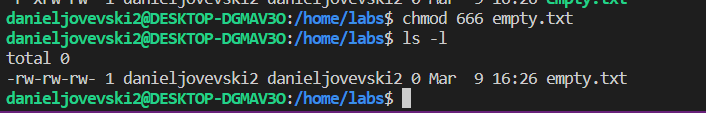 danieljovevski2@DESKTOP-DGMAV3O:/home/labs$ chmod 666 empty.txt
danieljovevski2@DESKTOP-DGMAV3O:/home/labs$ ls -l
total 0
-rw-rw-rw- 1 danieljovevski2 danieljovevski2 0 Mar  9 16:26 empty.txt
danieljovevski2@DESKTOP-DGMAV3O:/home/labs$